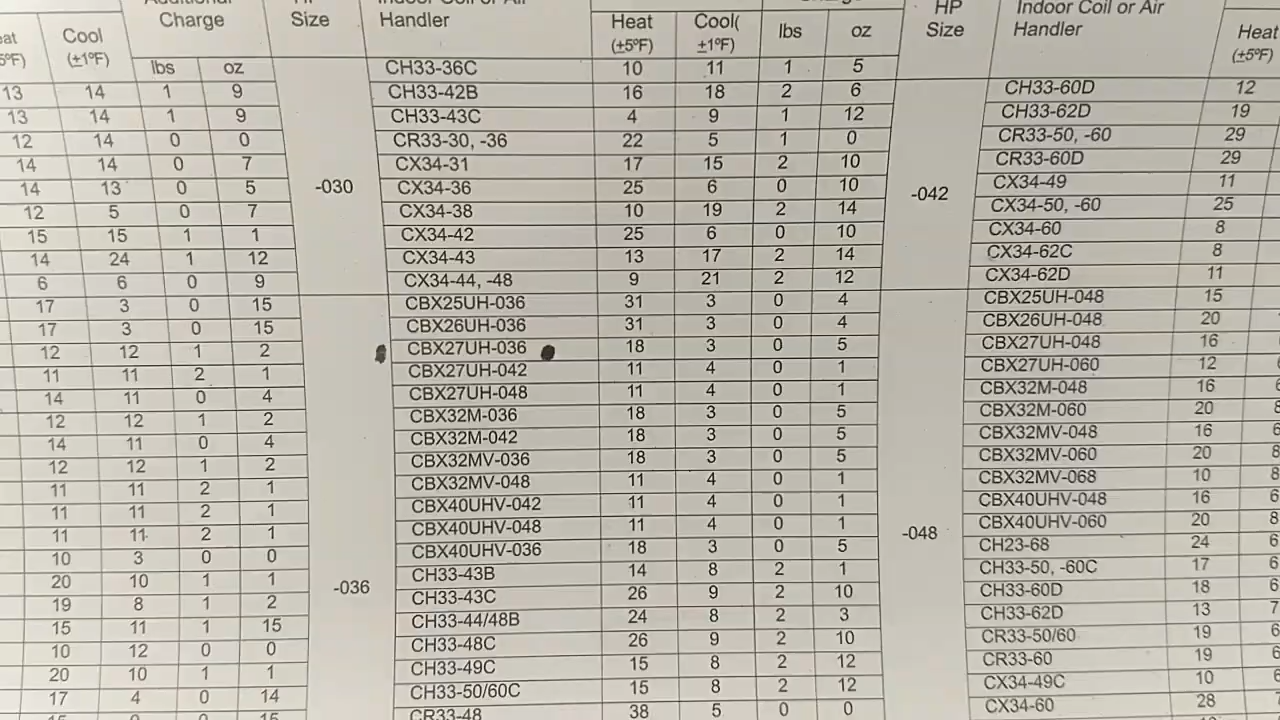 Charge
Cool
(±1ºF)
lbs oz
13 14 1 9
13 14 1 9
12 14 0 0
14 14 0 7
14 13 0 5
12 5 0 7
15 15 1 1
14 24 1 12
6 6 0 9
17 3 0 15
17 3 0 15
12 12 1 2
11 11 2 1
14 11 0 4
12 12 1 2
14 11 0 4
12 12 1 2
11 11 2 1
11 11 2 1
11 11 2 1
10 3 0 0
20 10 1 1
19 8 1 2
15 11 1 15
10 12 0 0
20 10 1 1
17 4 0 14
Size
Indoor Coil or Air
Handler
Heat
(±5ºF)
Cool(
±1ºF)
lbs oz
CH33-36C 10 11 1 5
CH33-42B 16 18 2 6
CH33-43C 4 9 1 12
CR33-30, -36 22 5 1 0
CX34-31 17 15 2 10
-030 CX34-36 25 6 0 10
CX34-38 10 19 2 14
CX34-42 25 6 0 10
CX34-43 13 17 2 14
CX34-44, -48 9 21 2 12
CBX25UH-036 31 3 0 4
CBX26UH-036 31 3 0 4
CBX27UH-036 18 3 0 5
CBX27UH-042 11 4 0 1
CBX27UH-048 11 4 0 1
CBX32M-036 18 3 0 5
CBX32M-042 18 3 0 5
CBX32MV-036 18 3 0 5
CBX32MV-048 11 4 0 1
CBX40UHV-042 11 4 0 1
CBX40UHV-048 11 4 0 1
CBX40UHV-036 18 3 0 5
CH33-43B 14 8 2 1
-036 CH33-43C 26 9 2 10
CH33-44/48B 24 8 2 3
CH33-48C 26 9 2 10
CH33-49C 15 8 2 12
CH33-50/60C 15 8 2 12
CR33-48 38 5 0 0
HP
Size
Indoor Coil or Air
Handler
Heat
(±5ºF)
CH33-60D 12
CH33-62D 19
CR33-50, -60 29
CR33-60D 29
-042 CX34-49 11
CX34-50, -60 25
CX34-60 8
CX34-62C 8
CX34-62D 11
CBX25UH-048 15
CBX26UH-048 20
CBX27UH-048 16
CBX27UH-060 12
CBX32M-048 16
CBX32M-060 20
CBX32MV-048 16
CBX32MV-060 20
CBX32MV-068 10
CBX40UHV-048 16
CBX40UHV-060 20
-048 CH23-68 24
CH33-50, -60C 17
CH33-60D 18
CH33-62D 13
CR33-50/60 19
CR33-60 19
CX34-49C 10
CX34-60 28